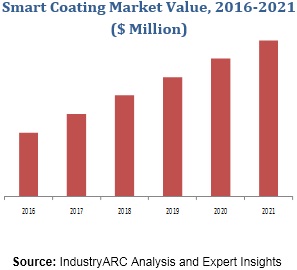 Smart Coating Market Value, 2016-2021
($ Million)
2016 2017 2018 2019 2020 2021
Source: IndustryARC Analysis and Expert Insights